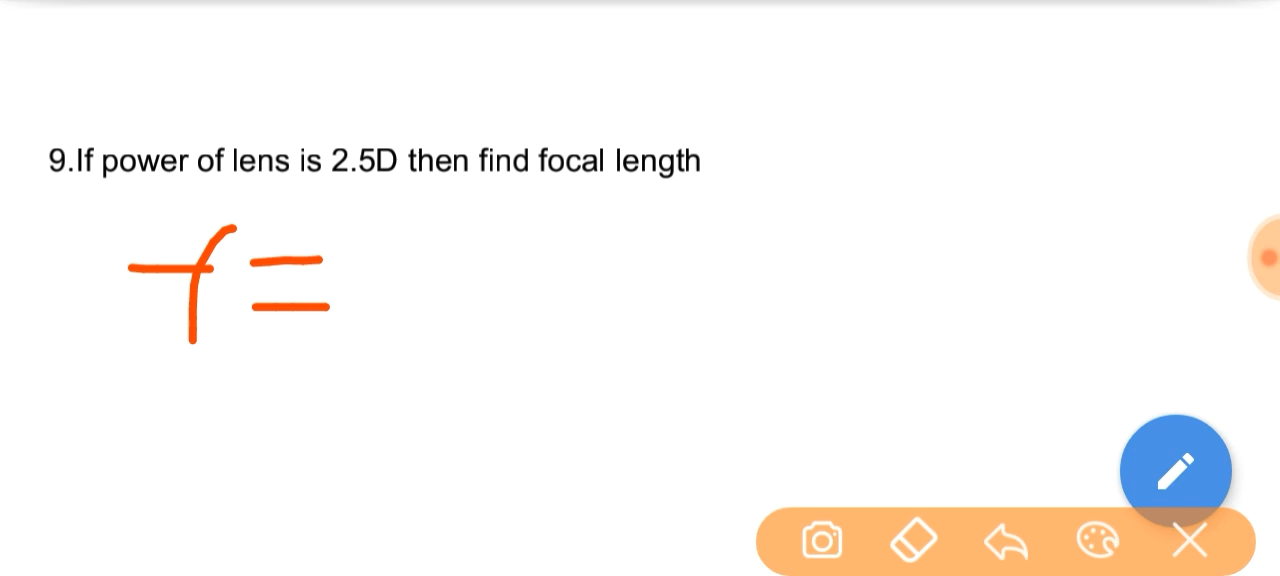 9.If power of lens is 2.5D then find focal length
f =